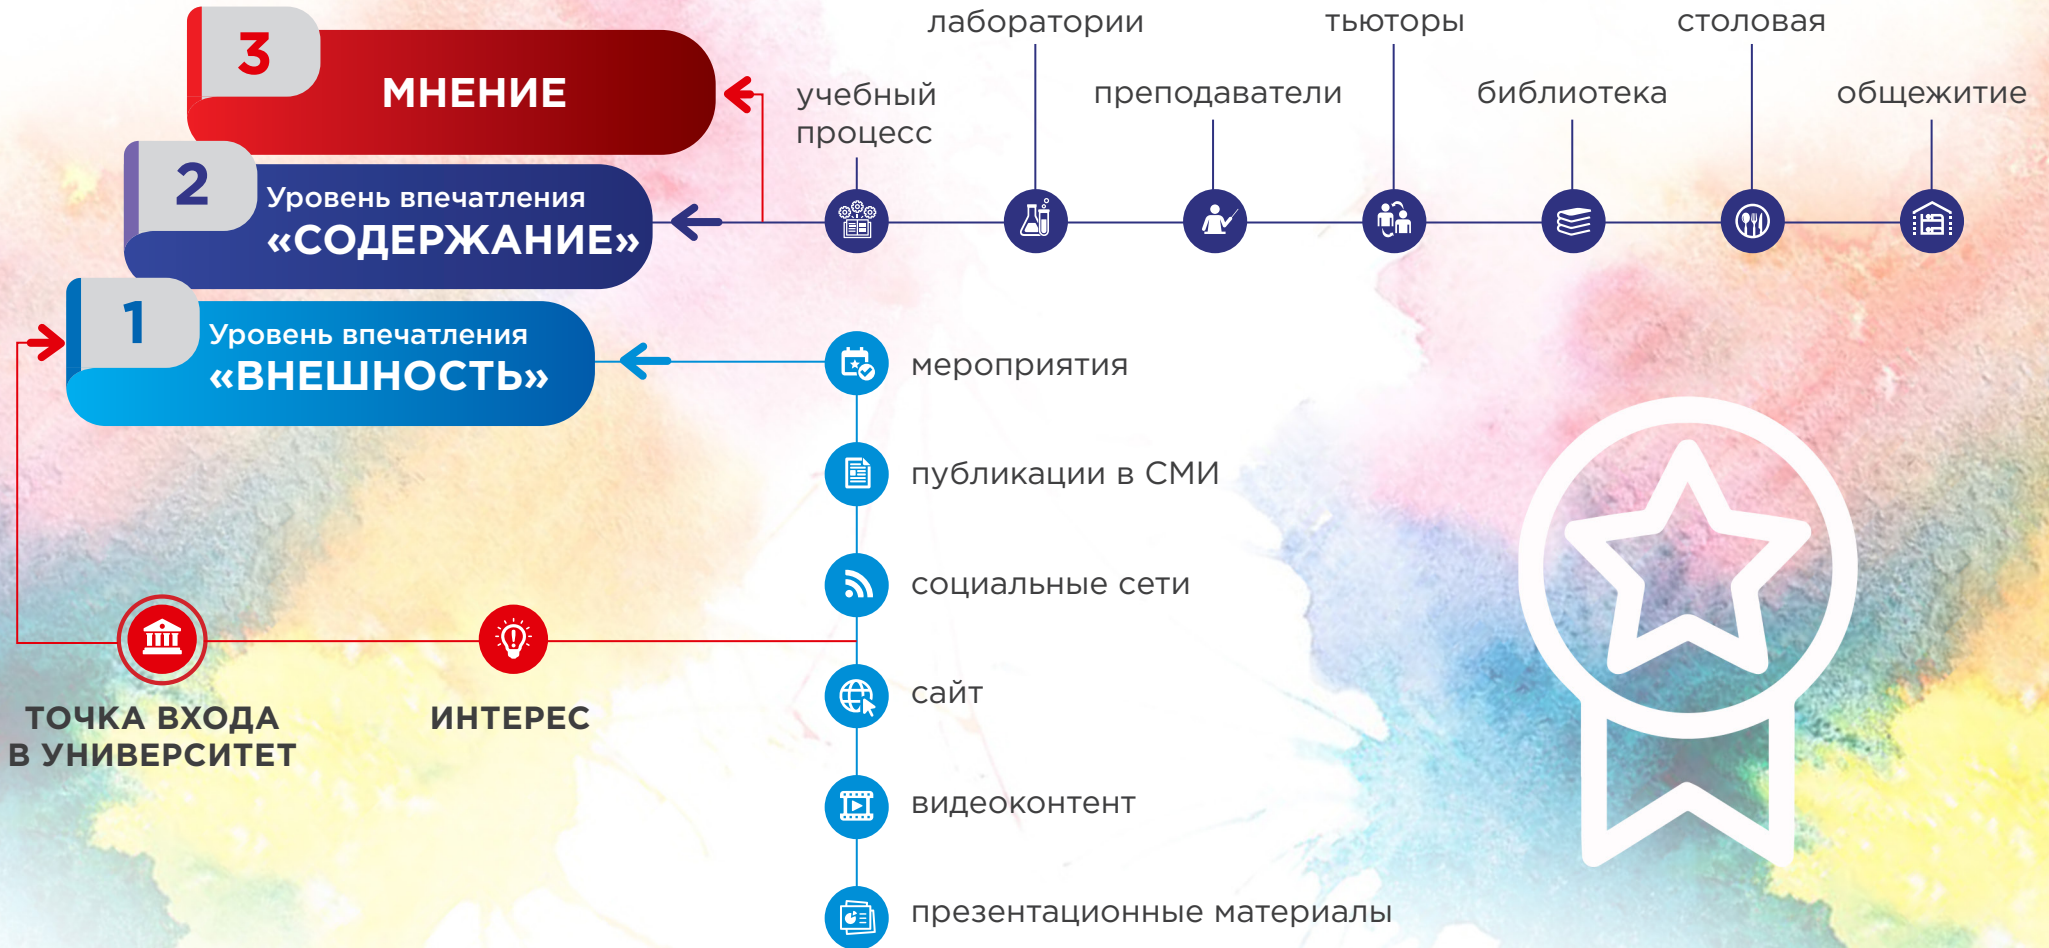 3
МНЕНИЕ
2
Уровень впечатления
«СОДЕРЖАНИЕ»
1
Уровень впечатления
«ВНЕШНОСТЬ»
учебный
процесс
лаборатории
преподаватели
тьюторы
библиотека
столовая
общежитие
мероприятия
публикации в СМИ
социальные сети
сайт
видеоконтент
презентационные материалы
ТОЧКА ВХОДА
В УНИВЕРСИТЕТ
ИНТЕРЕС